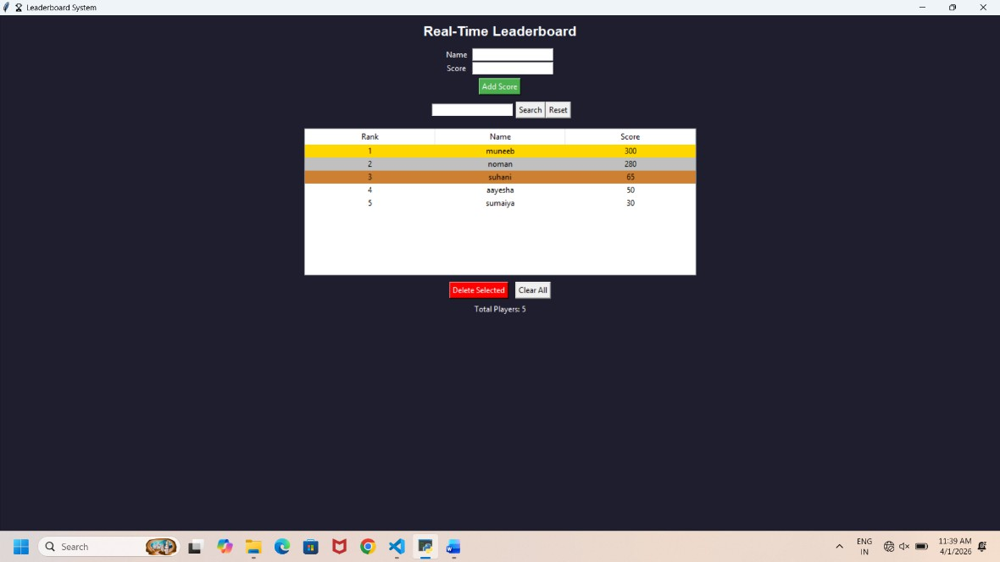 Leaderboard System
Real-Time Leaderboard
Name
Score
Add Score
Search Reset
Rank Name Score
1 muneeb 300
2 noman 280
3 suhani 65
4 aayesha 50
5 sumaiya 30
Delete Selected Clear All
Total Players: 5
Search ENG 11:39 AM
IN 4/1/2026